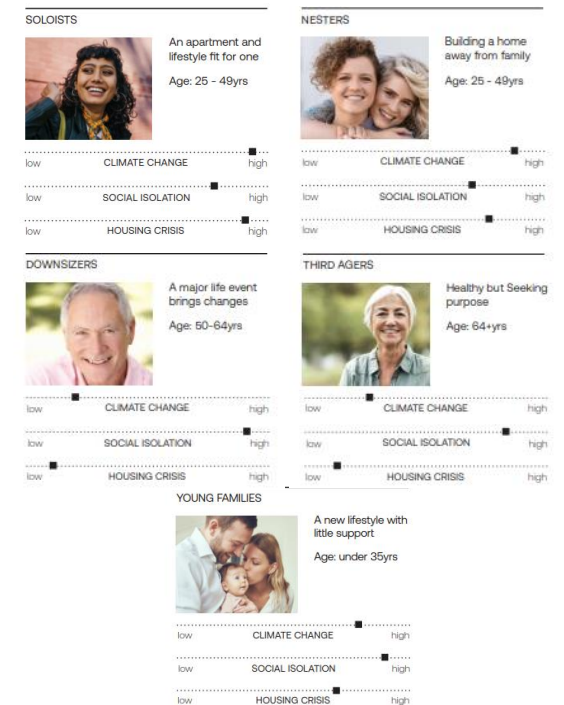 SOLOISTS
An apartment and
lifestyle fit for one
Age: 25 - 49yrs
low CLIMATE CHANGE high
low SOCIAL ISOLATION high
low HOUSING CRISIS high
NESTERS
Building a home
away from family
Age: 25 - 49yrs
low CLIMATE CHANGE high
low SOCIAL ISOLATION high
low HOUSING CRISIS high
DOWNSIZERS
A major life event
brings changes
Age: 50-64yrs
low CLIMATE CHANGE high
low SOCIAL ISOLATION high
low HOUSING CRISIS high
THIRD AGERS
Healthy but Seeking
purpose
Age: 64+yrs
low CLIMATE CHANGE high
low SOCIAL ISOLATION high
low HOUSING CRISIS high
YOUNG FAMILIES
A new lifestyle with
little support
Age: under 35yrs
low CLIMATE CHANGE high
low SOCIAL ISOLATION high
low HOUSING CRISIS high